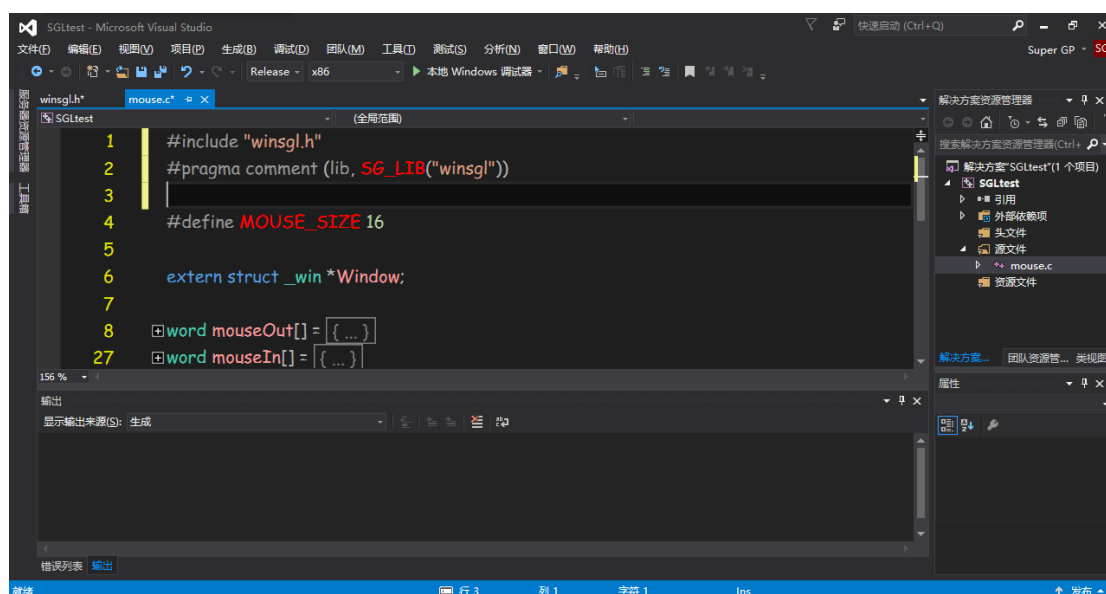 SGLtest - Microsoft Visual Studio
快速启动 (Ctrl+Q)
文件(F) 编辑(E) 视图(V) 项目(P) 生成(B) 调试(D) 团队(M) 工具(T) 测试(S) 分析(N) 窗口(W) 帮助(H)
Super GP
Release x86 本地 Windows 调试器
服务器资源管理器
工具箱
winsgl.h* mouse.c*
SGLtest (全局范围)
1 #include "winsgl.h"
2 #pragma comment (lib, SG_LIB("winsgl"))
3
4 #define MOUSE_SIZE 16
5
6 extern struct _win *Window;
7
8 word mouseOut[] = { ... }
27 word mouseIn[] = { ... }
156 %
输出
显示输出来源(S): 生成
错误列表 输出
解决方案资源管理器
搜索解决方案资源管理器(Ctrl+
解决方案"SGLtest"(1 个项目)
SGLtest
引用
外部依赖项
头文件
源文件
mouse.c
资源文件
解决方案... 团队资源管... 类视图
属性
就绪 行 3 列 1 字符 1 Ins 发布